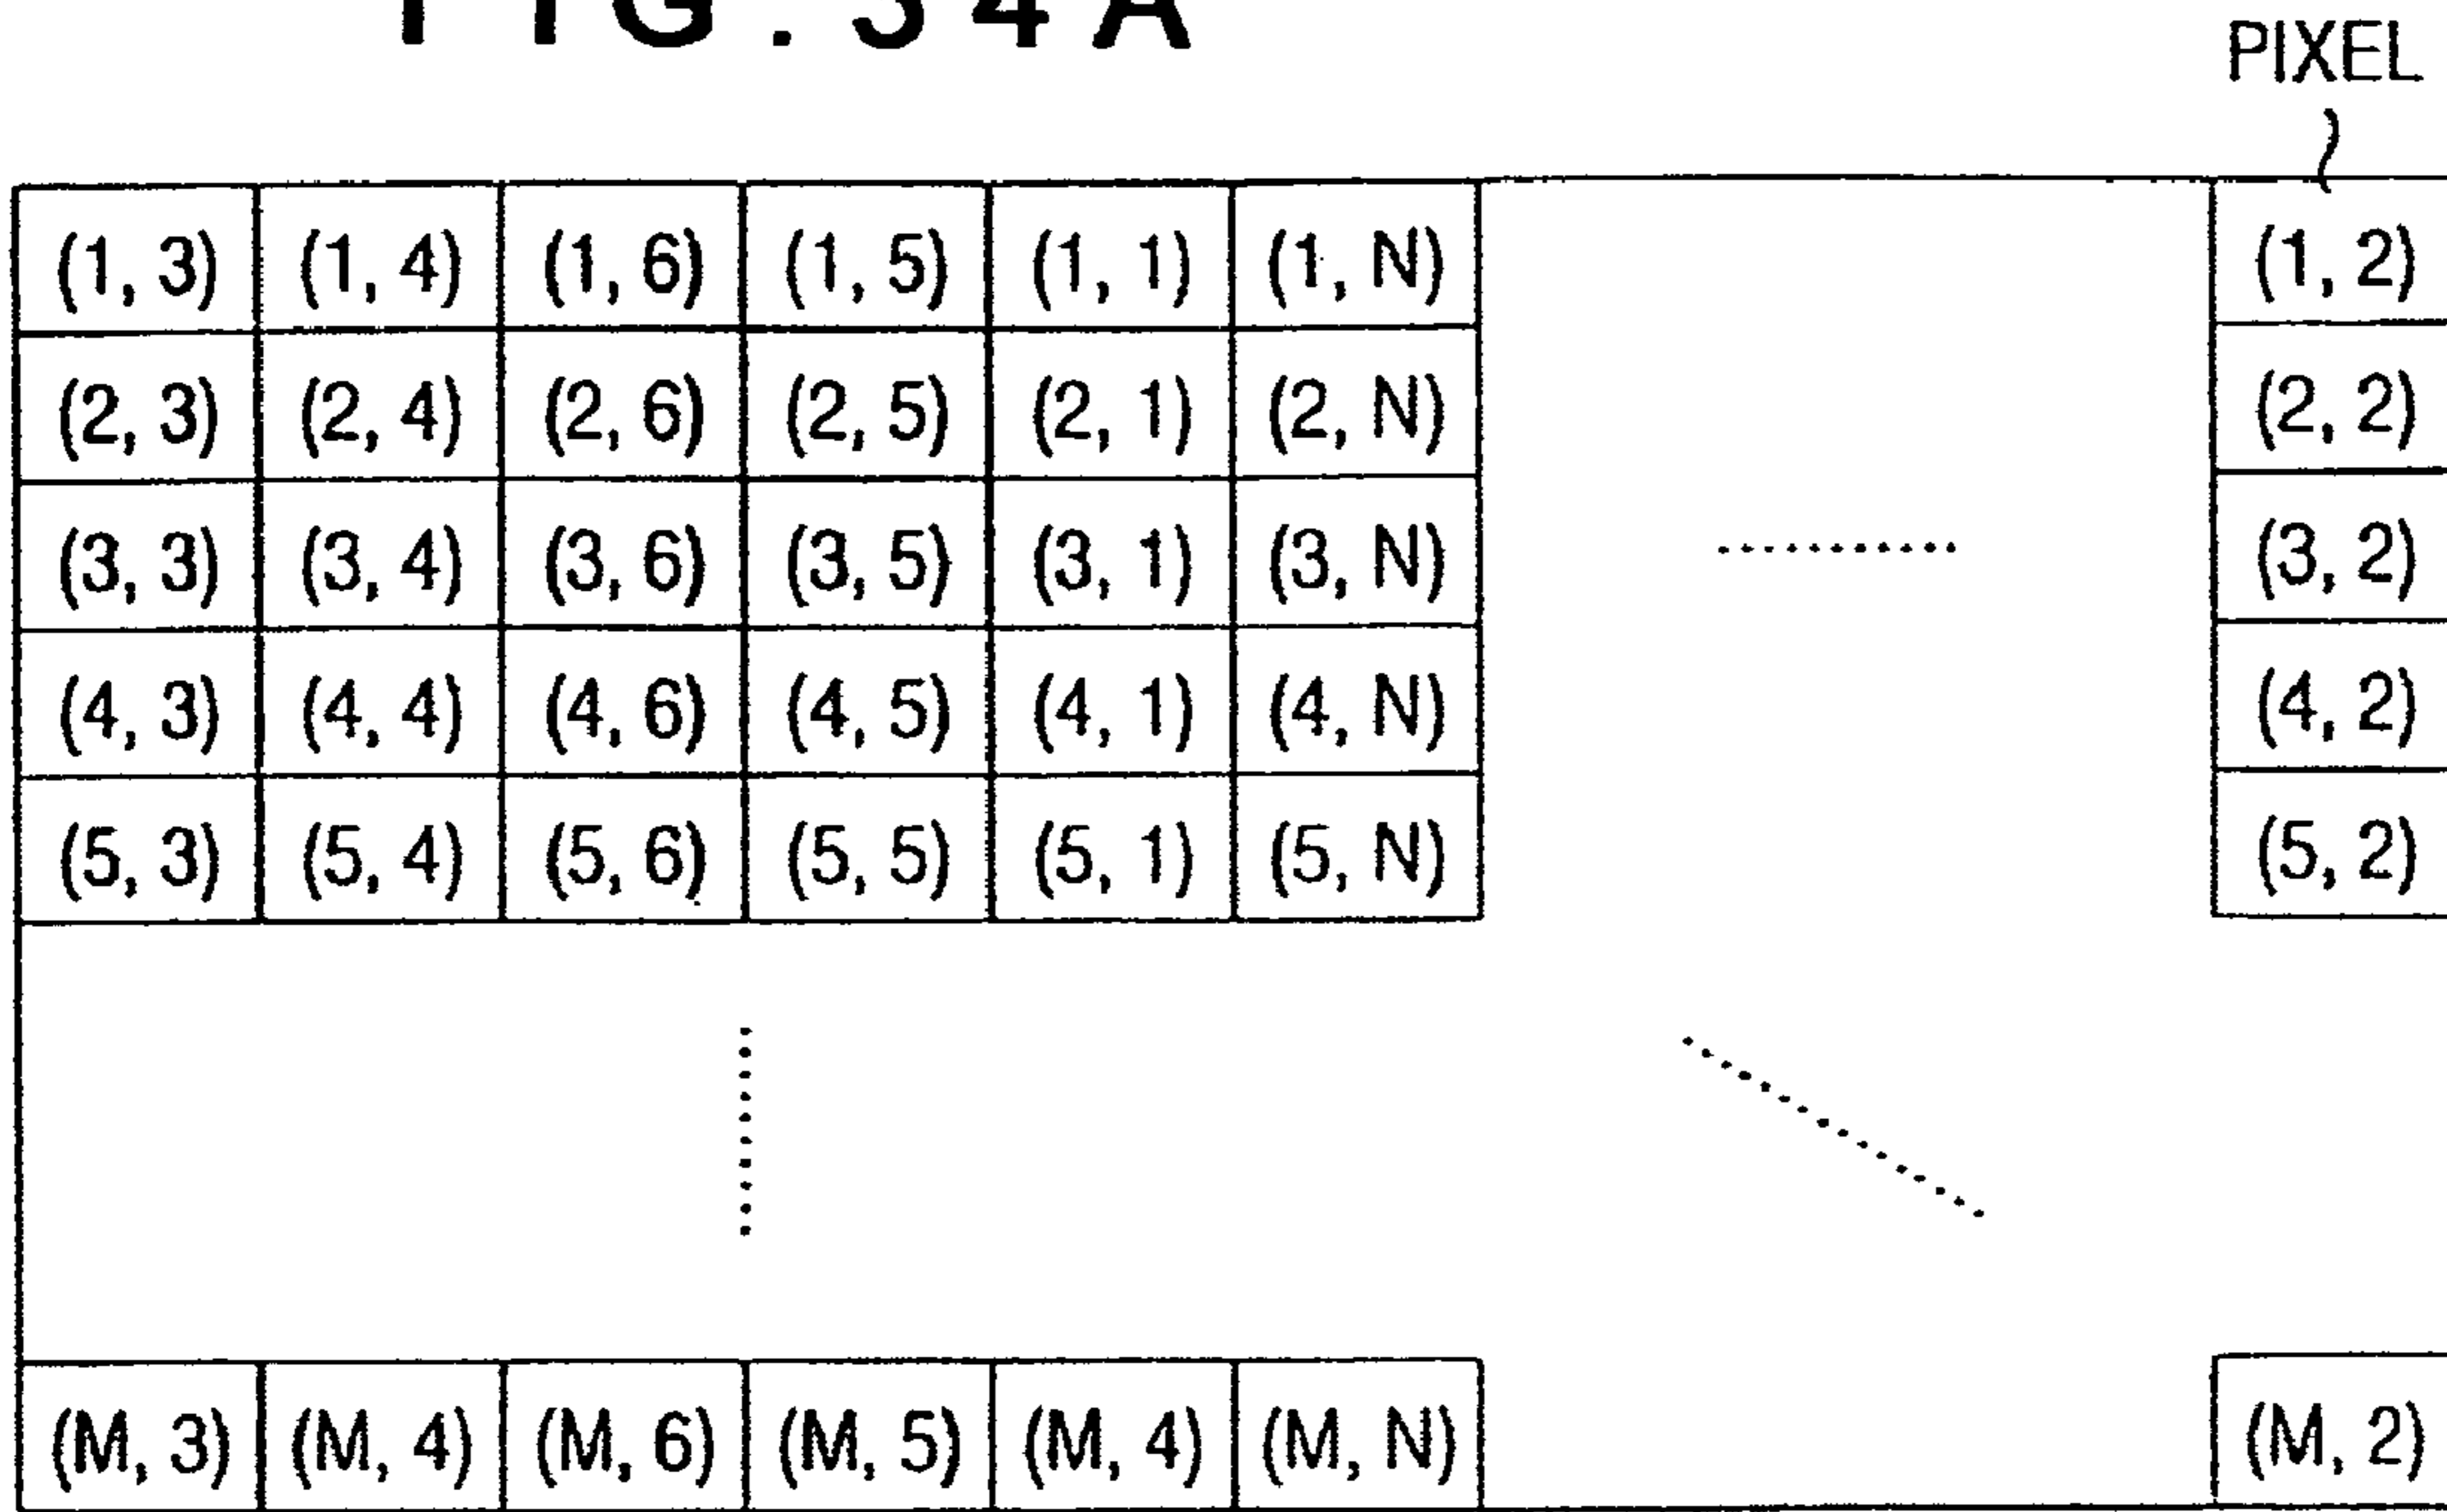 FIG.34A
PIXEL
(1, 3) (1, 4) (1, 6) (1, 5) (1, 1) (1, N) (1, 2)
(2, 3) (2, 4) (2, 6) (2, 5) (2, 1) (2, N) (2, 2)
(3, 3) (3, 4) (3, 6) (3, 5) (3, 1) (3, N) (3, 2)
(4, 3) (4, 4) (4, 6) (4, 5) (4, 1) (4, N) (4, 2)
(5, 3) (5, 4) (5, 6) (5, 5) (5, 1) (5, N) (5, 2)
(M, 3) (M, 4) (M, 6) (M, 5) (M, 4) (M, N) (M, 2)